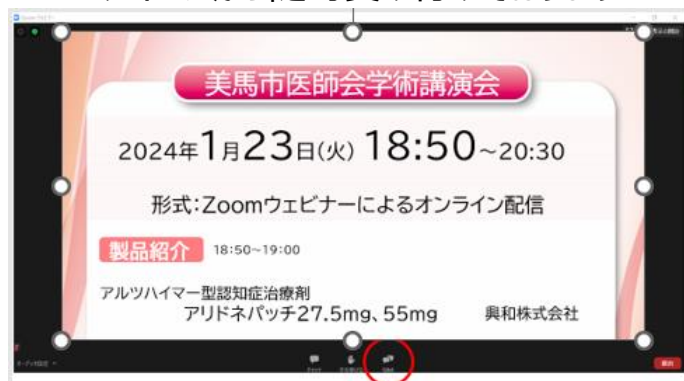 美馬市医師会学術講演会
2024年1月23日(火) 18:50~20:30
形式:Zoomウェビナーによるオンライン配信
製品紹介 18:50~19:00
アルツハイマー型認知症治療剤
アリドネパッチ27.5mg、55mg 興和株式会社